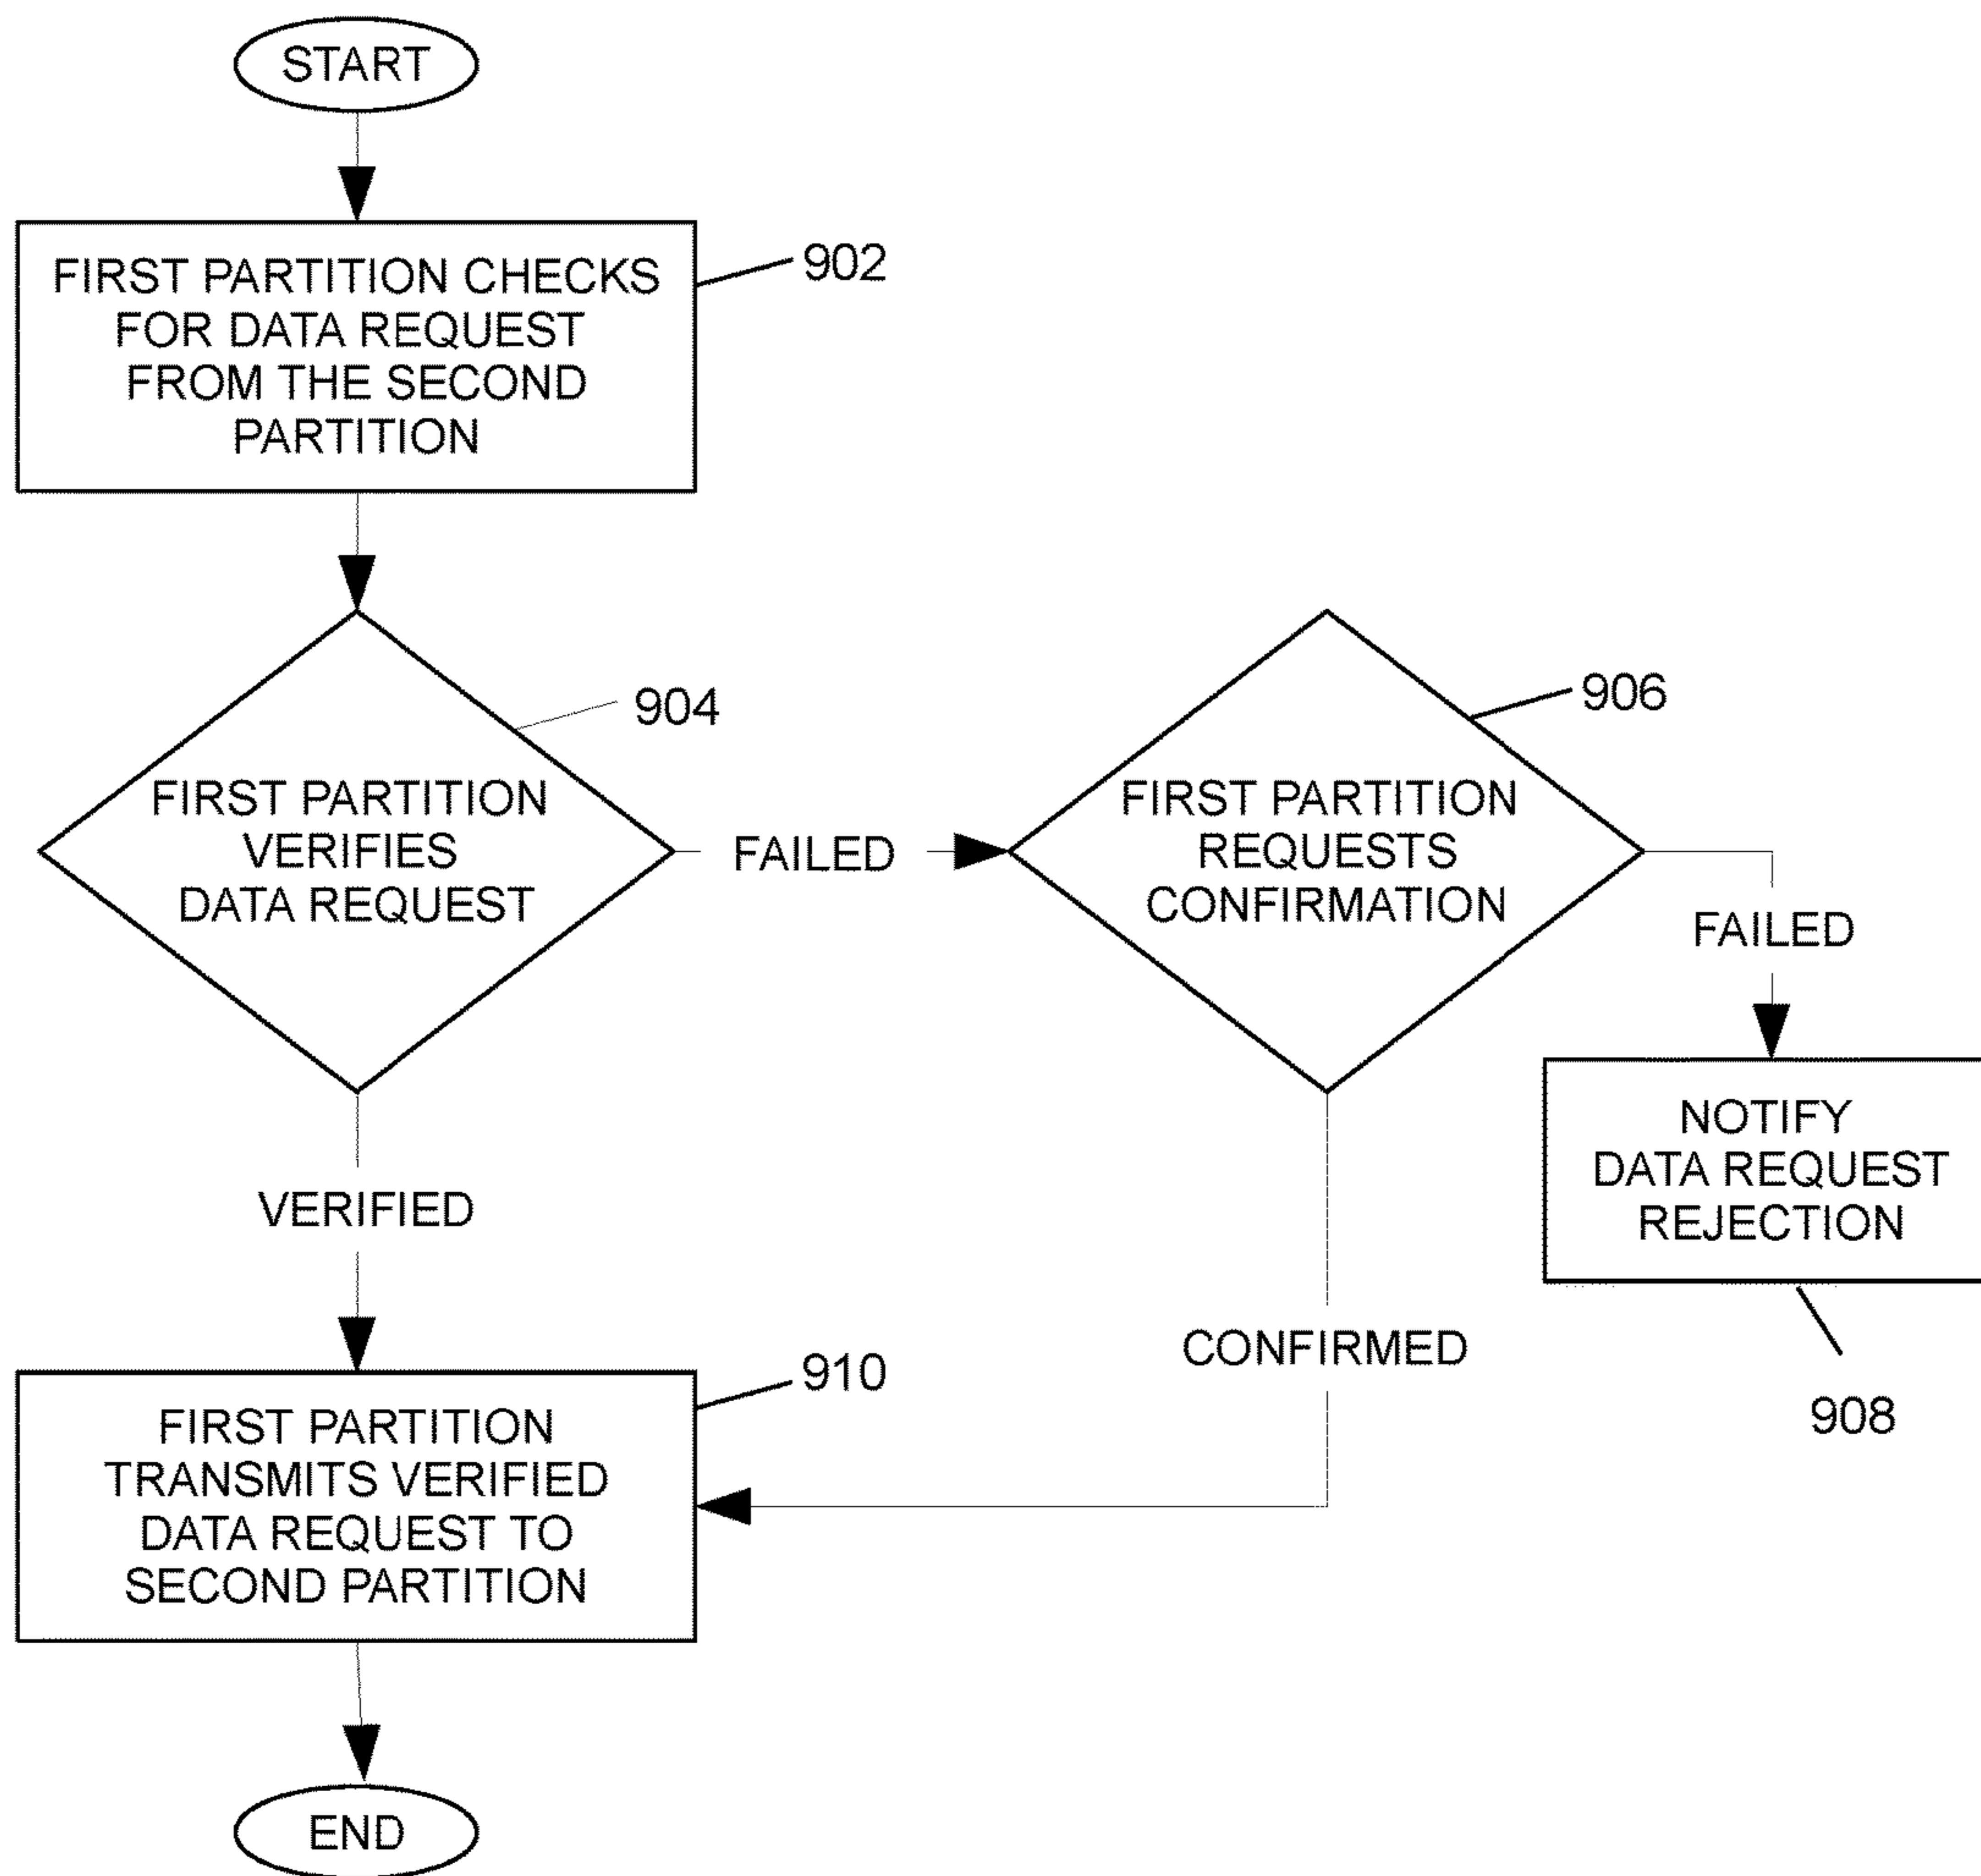 START
FIRST PARTITION CHECKS
FOR DATA REQUEST
FROM THE SECOND
PARTITION
902
904
FIRST PARTITION
VERIFIES
DATA REQUEST
FAILED
906
FIRST PARTITION
REQUESTS
CONFIRMATION
FAILED
NOTIFY
DATA REQUEST
REJECTION
908
VERIFIED
CONFIRMED
910
FIRST PARTITION
TRANSMITS VERIFIED
DATA REQUEST TO
SECOND PARTITION
END